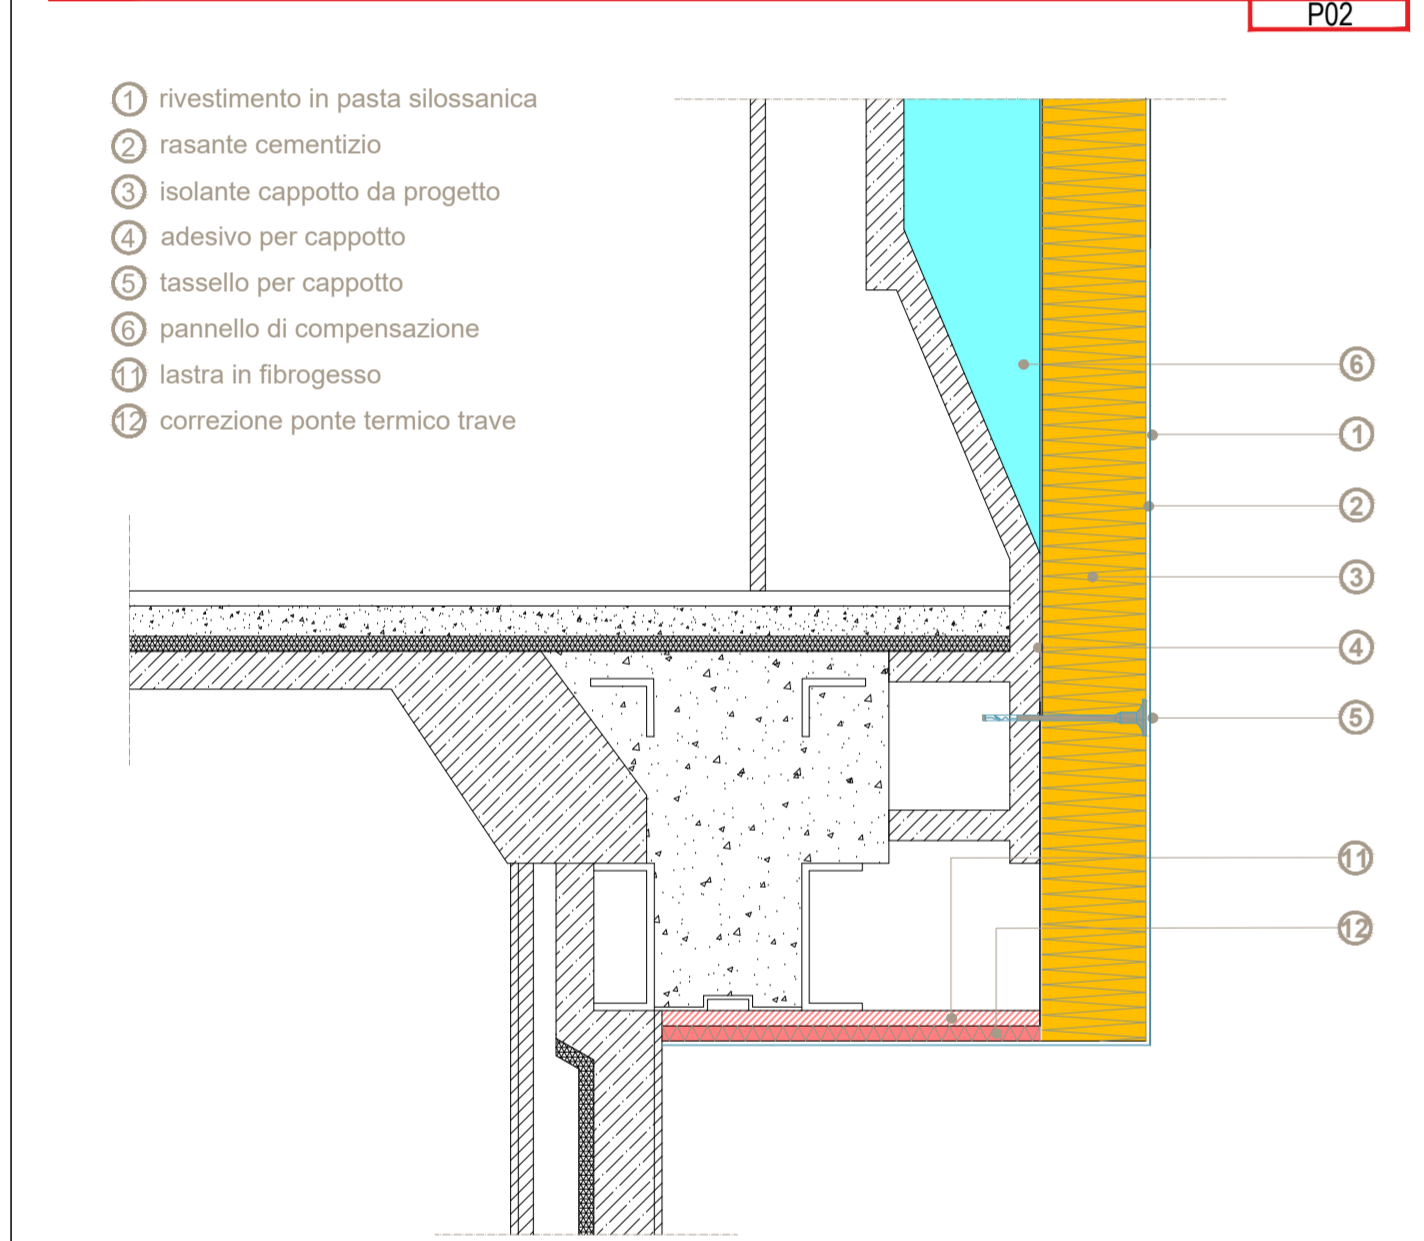 P02
1 rivestimento in pasta silossanica
2 rasante cementizio
3 isolante cappotto da progetto
4 adesivo per cappotto
5 tassello per cappotto
6 pannello di compensazione
11 lastra in fibrogesso
12 correzione ponte termico trave
6
1
2
3
4
5
11
12